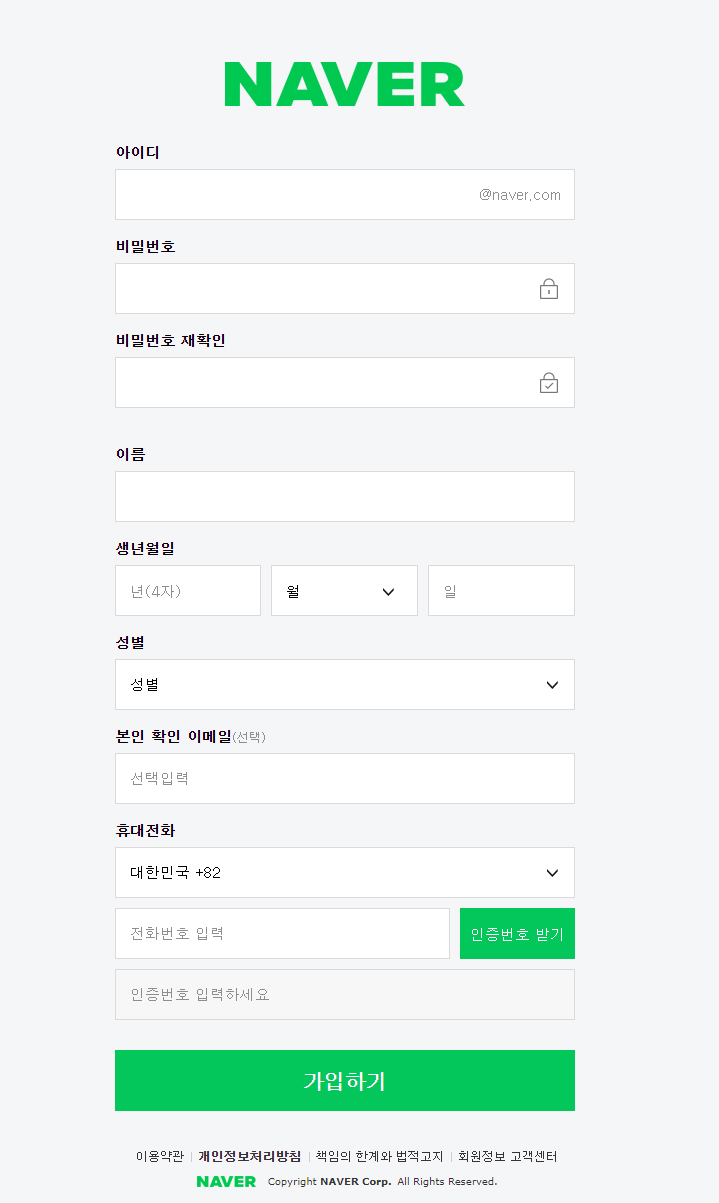 NAVER
아이디
@naver.com
비밀번호
비밀번호 재확인
이름
생년월일
년(4자) 월 일
성별
성별
본인 확인 이메일(선택)
선택입력
휴대전화
대한민국 +82
전화번호 입력 인증번호 받기
인증번호 입력하세요
가입하기
이용약관 | 개인정보처리방침 | 책임의 한계와 법적고지 | 회원정보 고객센터
NAVER Copyright NAVER Corp. All Rights Reserved.